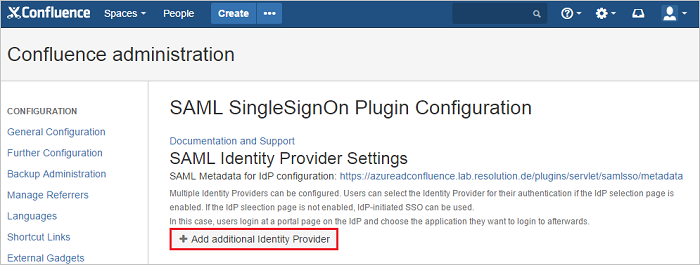 Confluence Spaces People Create •••
Confluence administration
CONFIGURATION
General Configuration
Further Configuration
Backup Administration
Manage Referrers
Languages
Shortcut Links
External Gadgets
SAML SingleSignOn Plugin Configuration
Documentation and Support
SAML Identity Provider Settings
SAML Metadata for IdP configuration: https://azureadconfluence.lab.resolution.de/plugins/servlet/samlsso/metadata
Multiple Identity Providers can be configured. Users can select the Identity Provider for their authentication if the IdP selection page is
enabled. If the IdP sleection page is not enabled, IdP-initiated SSO can be used.
In this case, users login at a portal page on the IdP and choose the application they want to login to afterwards.
+ Add additional Identity Provider